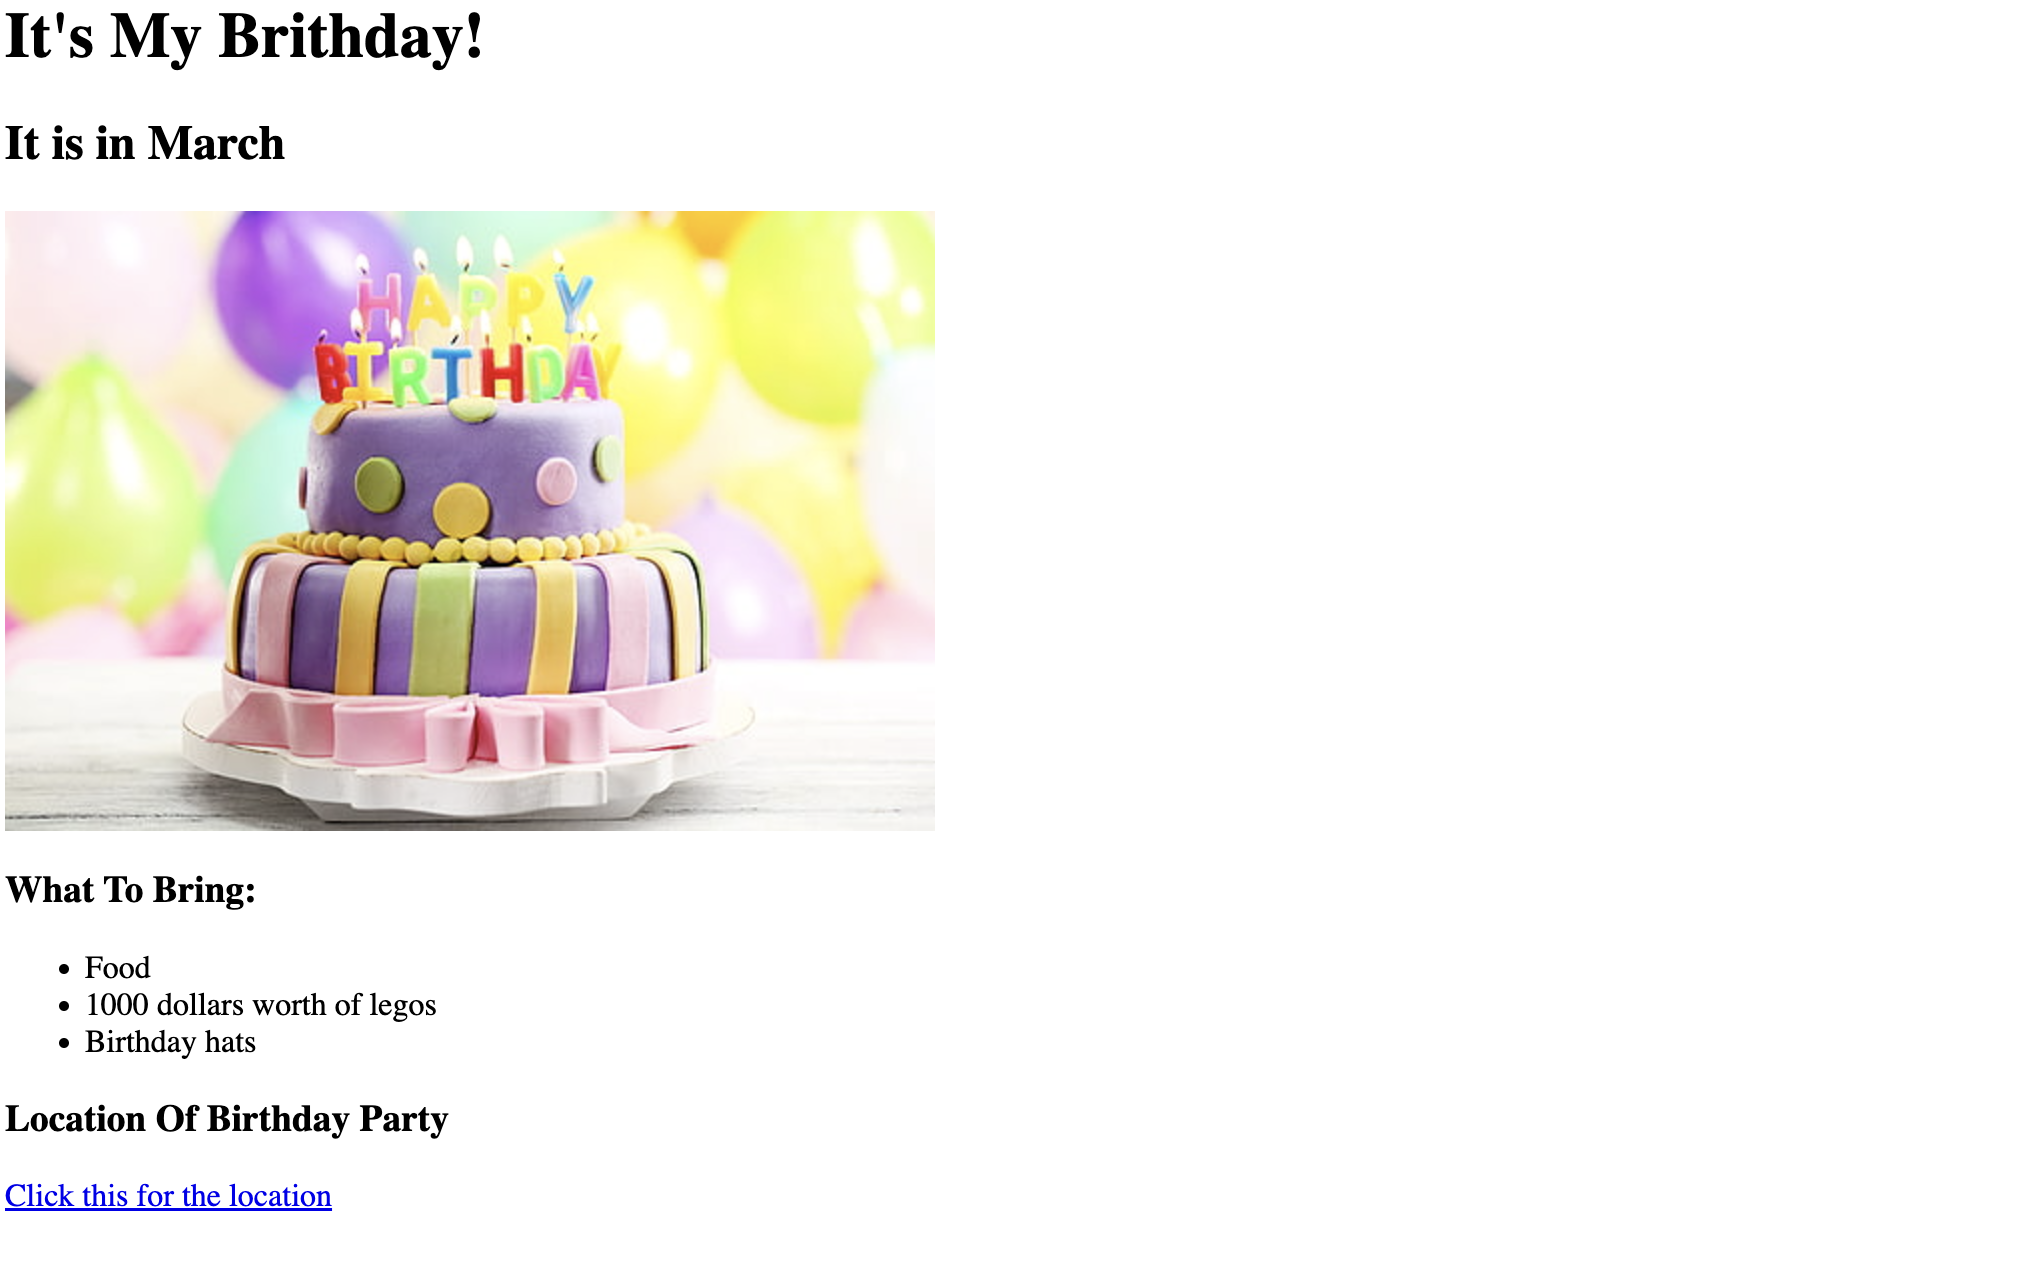 It's My Brithday!
It is in March
HAPPY
BIRTHDAY
What To Bring:
Food
1000 dollars worth of legos
Birthday hats
Location Of Birthday Party
Click this for the location